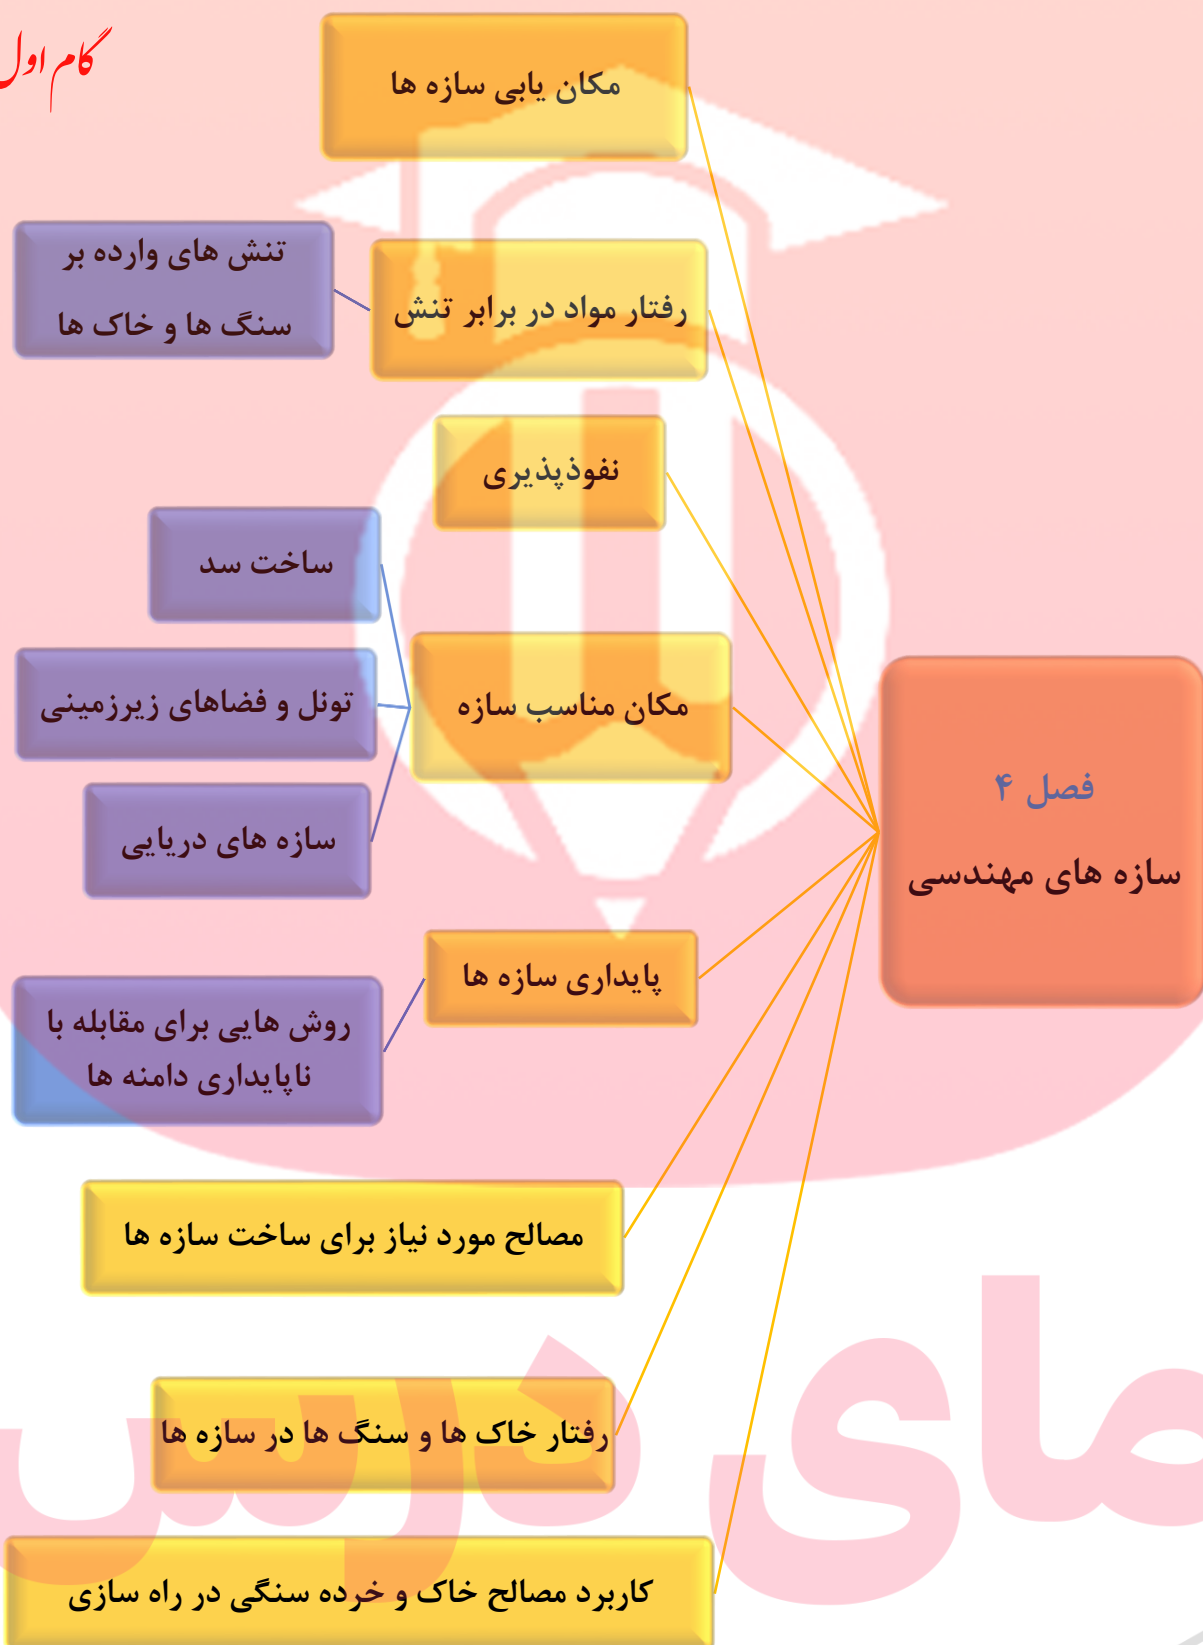 گام اول
مکان یابی سازه ها
رفتار مواد در برابر تنش
تنش های وارده بر
سنگ ها و خاک ها
نفوذپذیری
مکان مناسب سازه
ساخت سد
تونل و فضاهای زیرزمینی
سازه های دریایی
فصل ۴
سازه های مهندسی
پایداری سازه ها
روش هایی برای مقابله با
ناپایداری دامنه ها
مصالح مورد نیاز برای ساخت سازه ها
رفتار خاک ها و سنگ ها در سازه ها
کاربرد مصالح خاک و خرده سنگی در راه سازی
مای درس